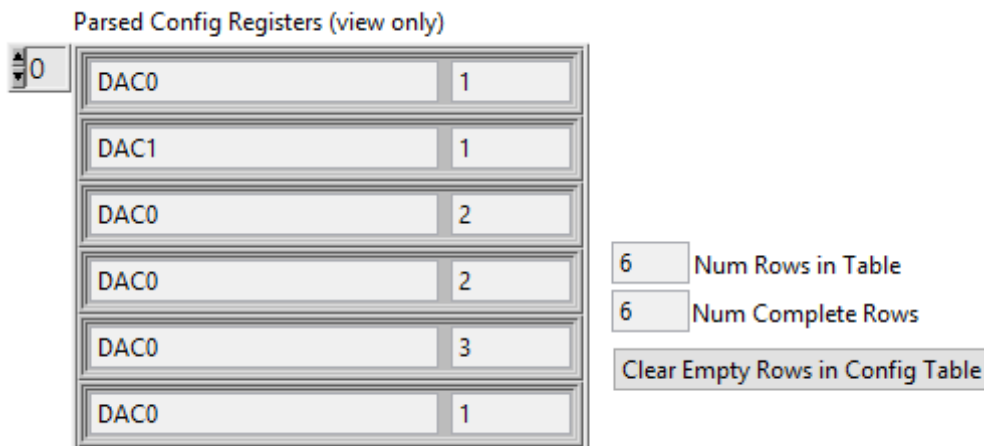 Parsed Config Registers (view only)
0
DAC0 1
DAC1 1
DAC0 2
DAC0 2
DAC0 3
DAC0 1
6 Num Rows in Table
6 Num Complete Rows
Clear Empty Rows in Config Table